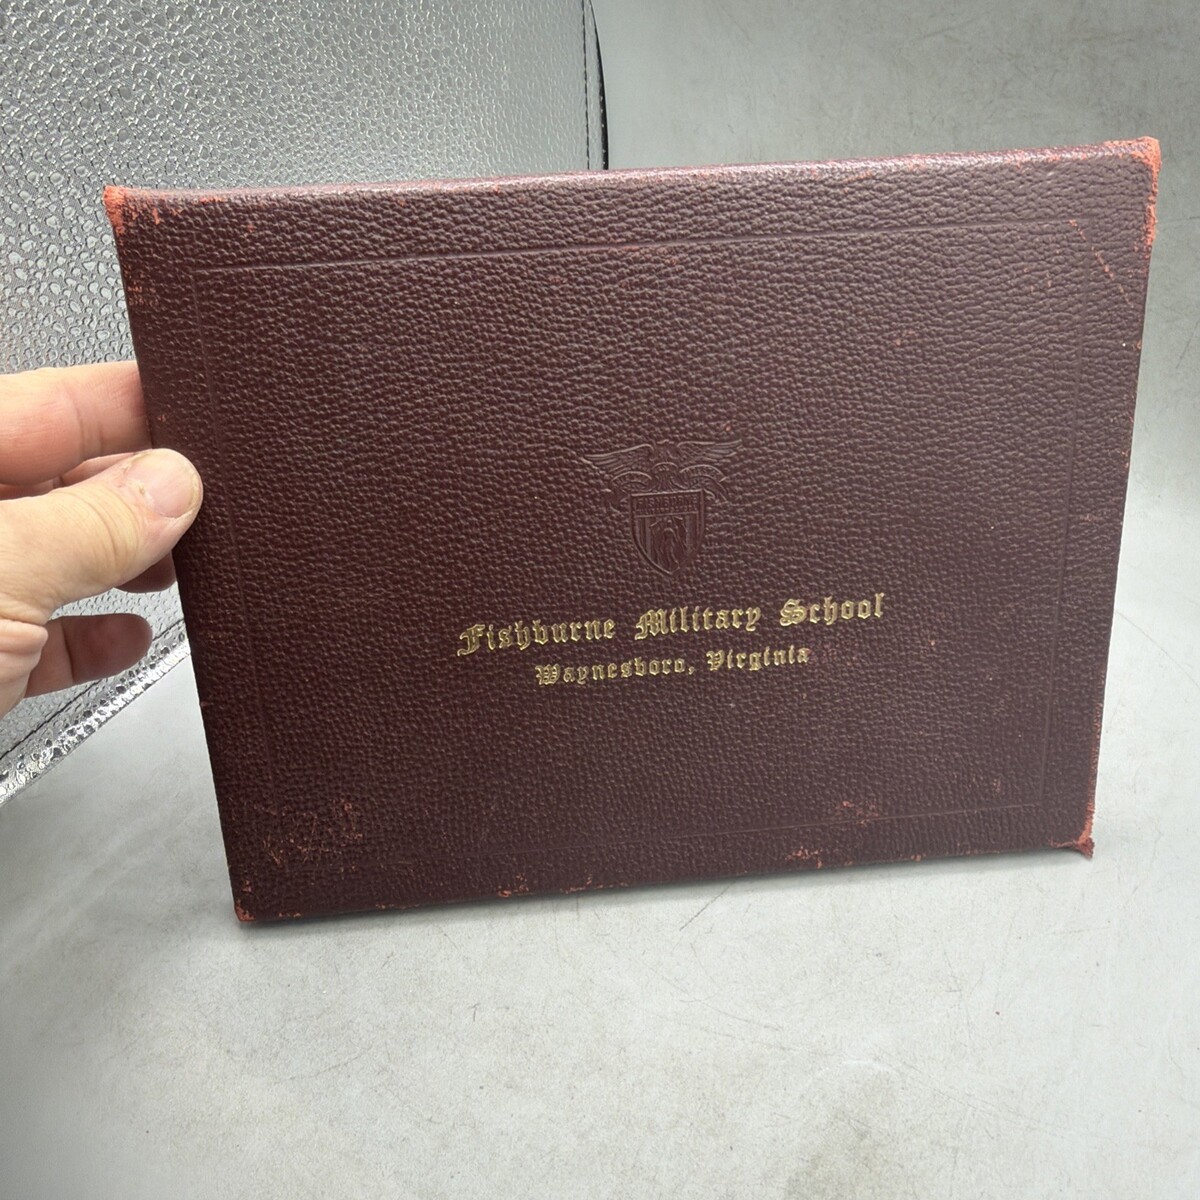 Fishburne Military School
Waynesboro, Virginia